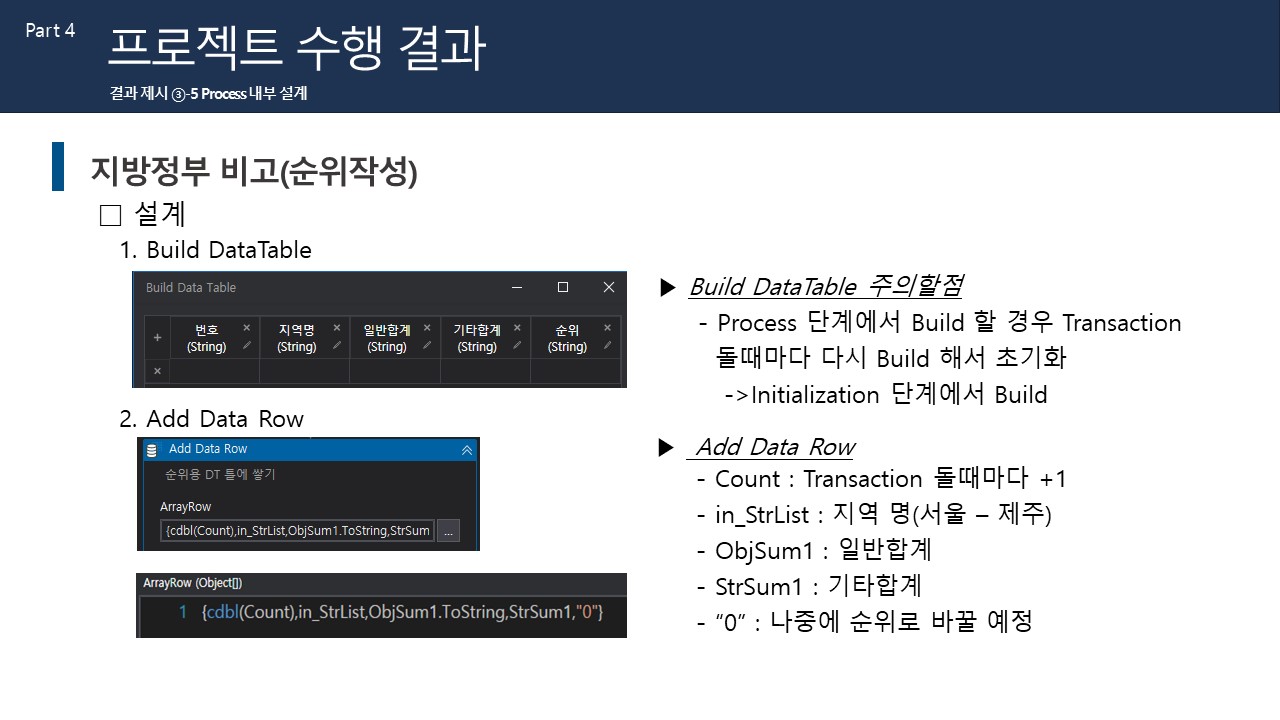 Part 4
프로젝트 수행 결과
결과 제시 ③-5 Process 내부 설계
지방정부 비고(순위작성)
□ 설계
1. Build DataTable
Build Data Table
번호 지역명 일반합계 기타합계 순위
(String) (String) (String) (String) (String)
2. Add Data Row
Add Data Row
순위용 DT 틀에 쌓기
ArrayRow
{cdbl(Count),in_StrList,ObjSum1.ToString,StrSum
...
ArrayRow (Object[])
1 {cdbl(Count),in_StrList,ObjSum1.ToString,StrSum1,"0"}
▶ Build DataTable 주의할점
- Process 단계에서 Build 할 경우 Transaction
돌때마다 다시 Build 해서 초기화
->Initialization 단계에서 Build
▶ Add Data Row
- Count : Transaction 돌때마다 +1
- in_StrList : 지역 명(서울 – 제주)
- ObjSum1 : 일반합계
- StrSum1 : 기타합계
- “0” : 나중에 순위로 바꿀 예정